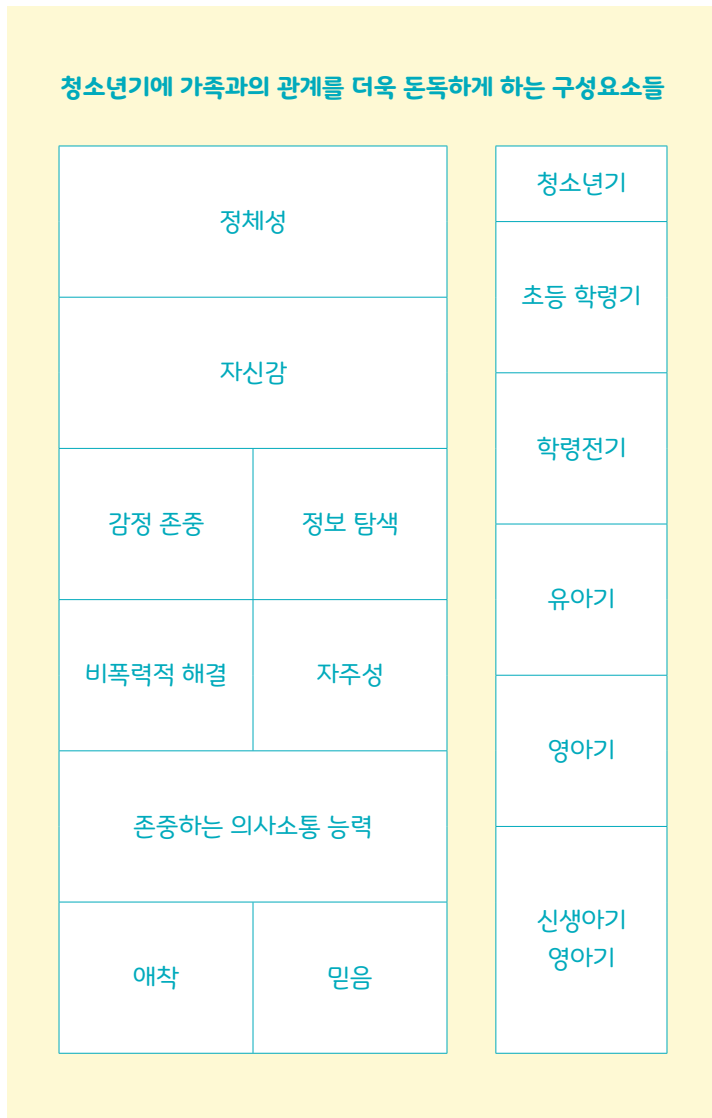 청소년기에 가족과의 관계를 더욱 돈독하게 하는 구성요소들
정체성
자신감
감정 존중
정보 탐색
비폭력적 해결
자주성
존중하는 의사소통 능력
애착
믿음
청소년기
초등 학령기
학령전기
유아기
영아기
신생아기
영아기